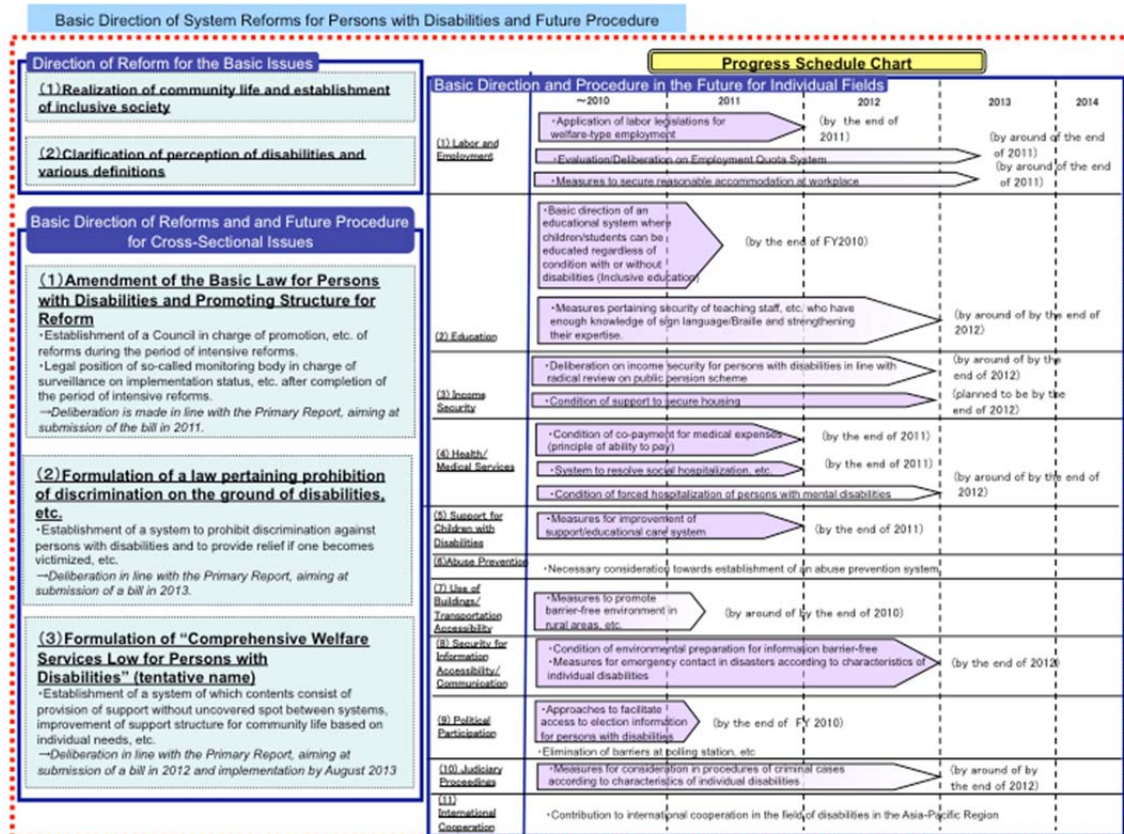 Basic Direction of System Reforms for Persons with Disabilities and Future Procedure
Direction of Reform for the Basic Issues
(1)Realization of community life and establishment
of inclusive society
(2)Clarification of perception of disabilities and
various definitions
Basic Direction of Reforms and and Future Procedure
for Cross-Sectional Issues
(1)Amendment of the Basic Law for Persons
with Disabilities and Promoting Structure for
Reform
・Establishment of a Council in charge of promotion, etc. of
reforms during the period of intensive reforms.
・Legal position of so-called monitoring body in charge of
surveillance on implementation status, etc. after completion of
the period of intensive reforms.
→Deliberation is made in line with the Primary Report, aiming at
submission of the bill in 2011.
(2)Formulation of a law pertaining prohibition
of discrimination on the ground of disabilities,
etc.
・Establishment of a system to prohibit discrimination against
persons with disabilities and to provide relief if one becomes
victimized, etc.
→Deliberation in line with the Primary Report, aiming at
submission of a bill in 2013.
(3)Formulation of “Comprehensive Welfare
Services Low for Persons with
Disabilities” (tentative name)
・Establishment of a system of which contents consist of
provision of support without uncovered spot between systems,
improvement of support structure for community life based on
individual needs, etc.
→Deliberation in line with the Primary Report, aiming at
submission of a bill in 2012 and implementation by August 2013
Progress Schedule Chart
Basic Direction and Procedure in the Future for Individual Fields
~2010 2011 2012 2013 2014
(1) Labor and
Employment
・Application of labor legislations for
welfare-type employment
(by the end of
2011)
・Evaluation/Deliberation on Employment Quota System
(by around of the end
of 2011)
・Measures to secure reasonable accommodation at workplace
(by around of the end
of 2011)
(2) Education
・Basic direction of an
educational system where
children/students can be
educated regardless of
condition with or without
disabilities (Inclusive education)
(by the end of FY2010)
・Measures pertaining security of teaching staff, etc. who have
enough knowledge of sign language/Braille and strengthening
their expertise.
(by around of by the end of
2012)
(3) Income
Security
・Deliberation on income security for persons with disabilities in line with
radical review on public pension scheme
(by around of by the
end of 2012)
・Condition of support to secure housing
(planned to be by the
end of 2012)
(4) Health/
Medical Services
・Condition of co-payment for medical expenses
(principle of ability to pay)
(by the end of 2011)
・System to resolve social hospitalization, etc.
(by the end of 2011)
・Condition of forced hospitalization of persons with mental disabilities
(by around of by the end of
2012)
(5) Support for
Children with
Disabilities
・Measures for improvement of
support/educational care system
(by the end of 2011)
(6)Abuse Prevention
・Necessary consideration towards establishment of an abuse prevention system
(7) Use of
Buildings/
Transportation
Accessibility
・Measures to promote
barrier-free environment in
rural areas, etc.
(by around of by the end of 2010)
(8) Security for
Information
Accessibility/
Communication
・Condition of environmental preparation for information barrier-free
・Measures for emergency contact in disasters according to characteristics of
individual disabilities
(by the end of 2012)
(9) Political
Participation
・Approaches to facilitate
access to election information
for persons with disabilities
(by the end of FY 2010)
・Elimination of barriers at polling station, etc
(10) Judiciary
Proceedings
・Measures for consideration in procedures of criminal cases
according to characteristics of individual disabilities
(by around of by
the end of 2012)
(11)
International
Cooperation
・Contribution to international cooperation in the field of disabilities in the Asia-Pacific Region